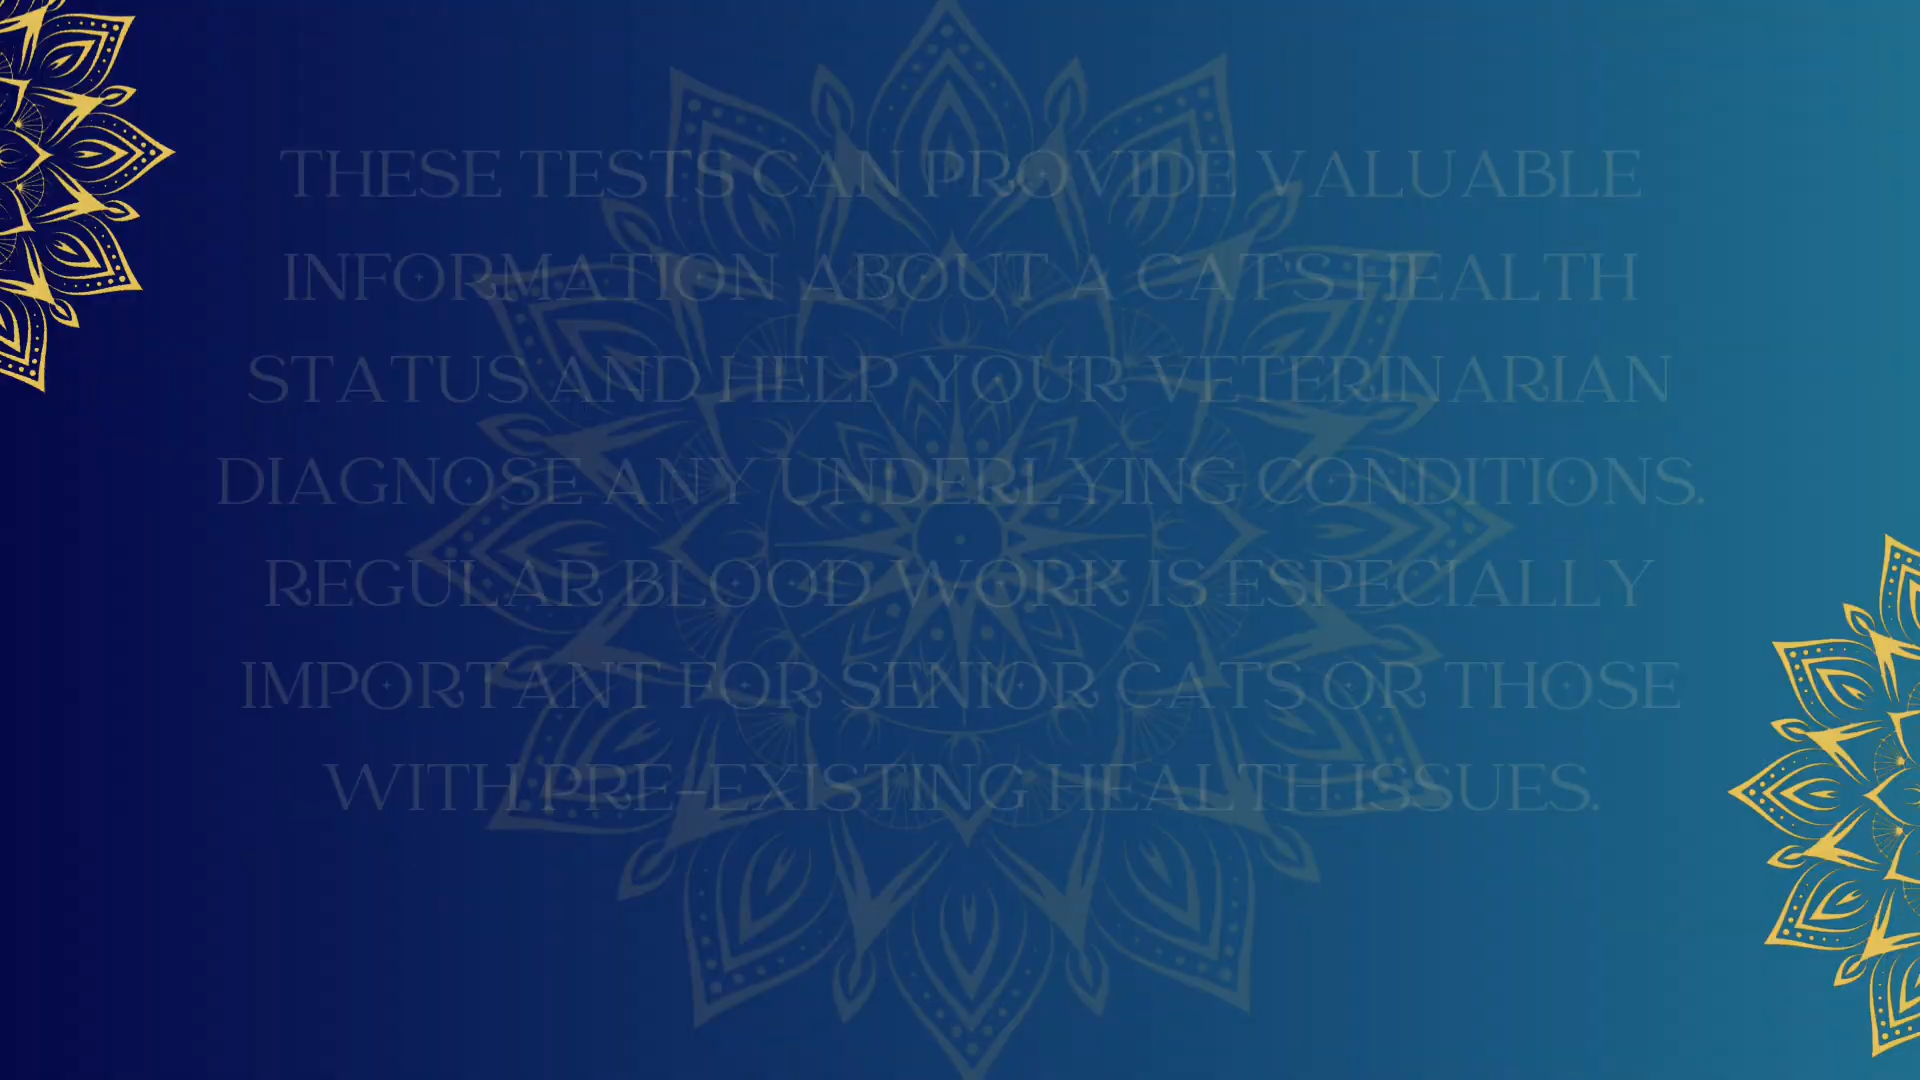 THESE TESTS CAN PROVIDE VALUABLE
INFORMATION ABOUT A CAT'S HEALTH
STATUS AND HELP YOUR VETERINARIAN
DIAGNOSE ANY UNDERLYING CONDITIONS.
REGULAR BLOOD WORK IS ESPECIALLY
IMPORTANT FOR SENIOR CATS OR THOSE
WITH PRE-EXISTING HEALTH ISSUES.